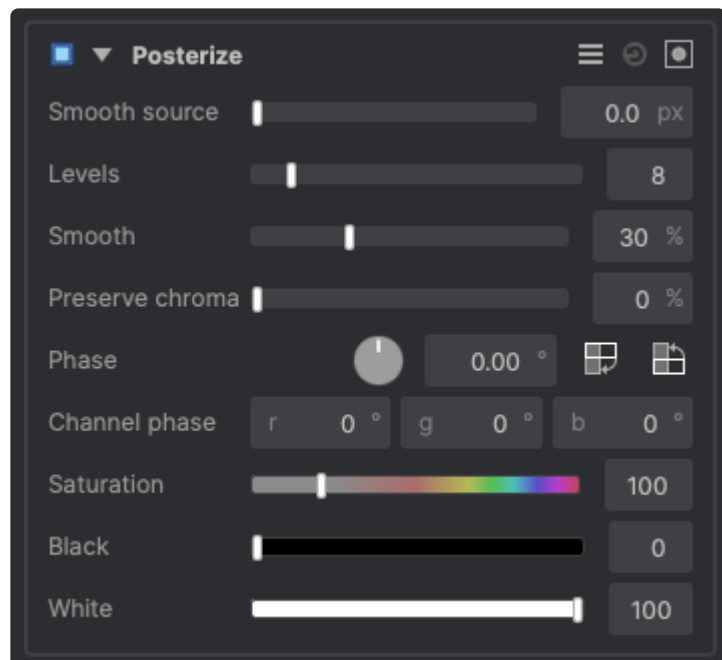 Posterize
Smooth source 0.0 px
Levels 8
Smooth 30 %
Preserve chroma 0 %
Phase 0.00 °
Channel phase r 0 ° g 0 ° b 0 °
Saturation 100
Black 0
White 100